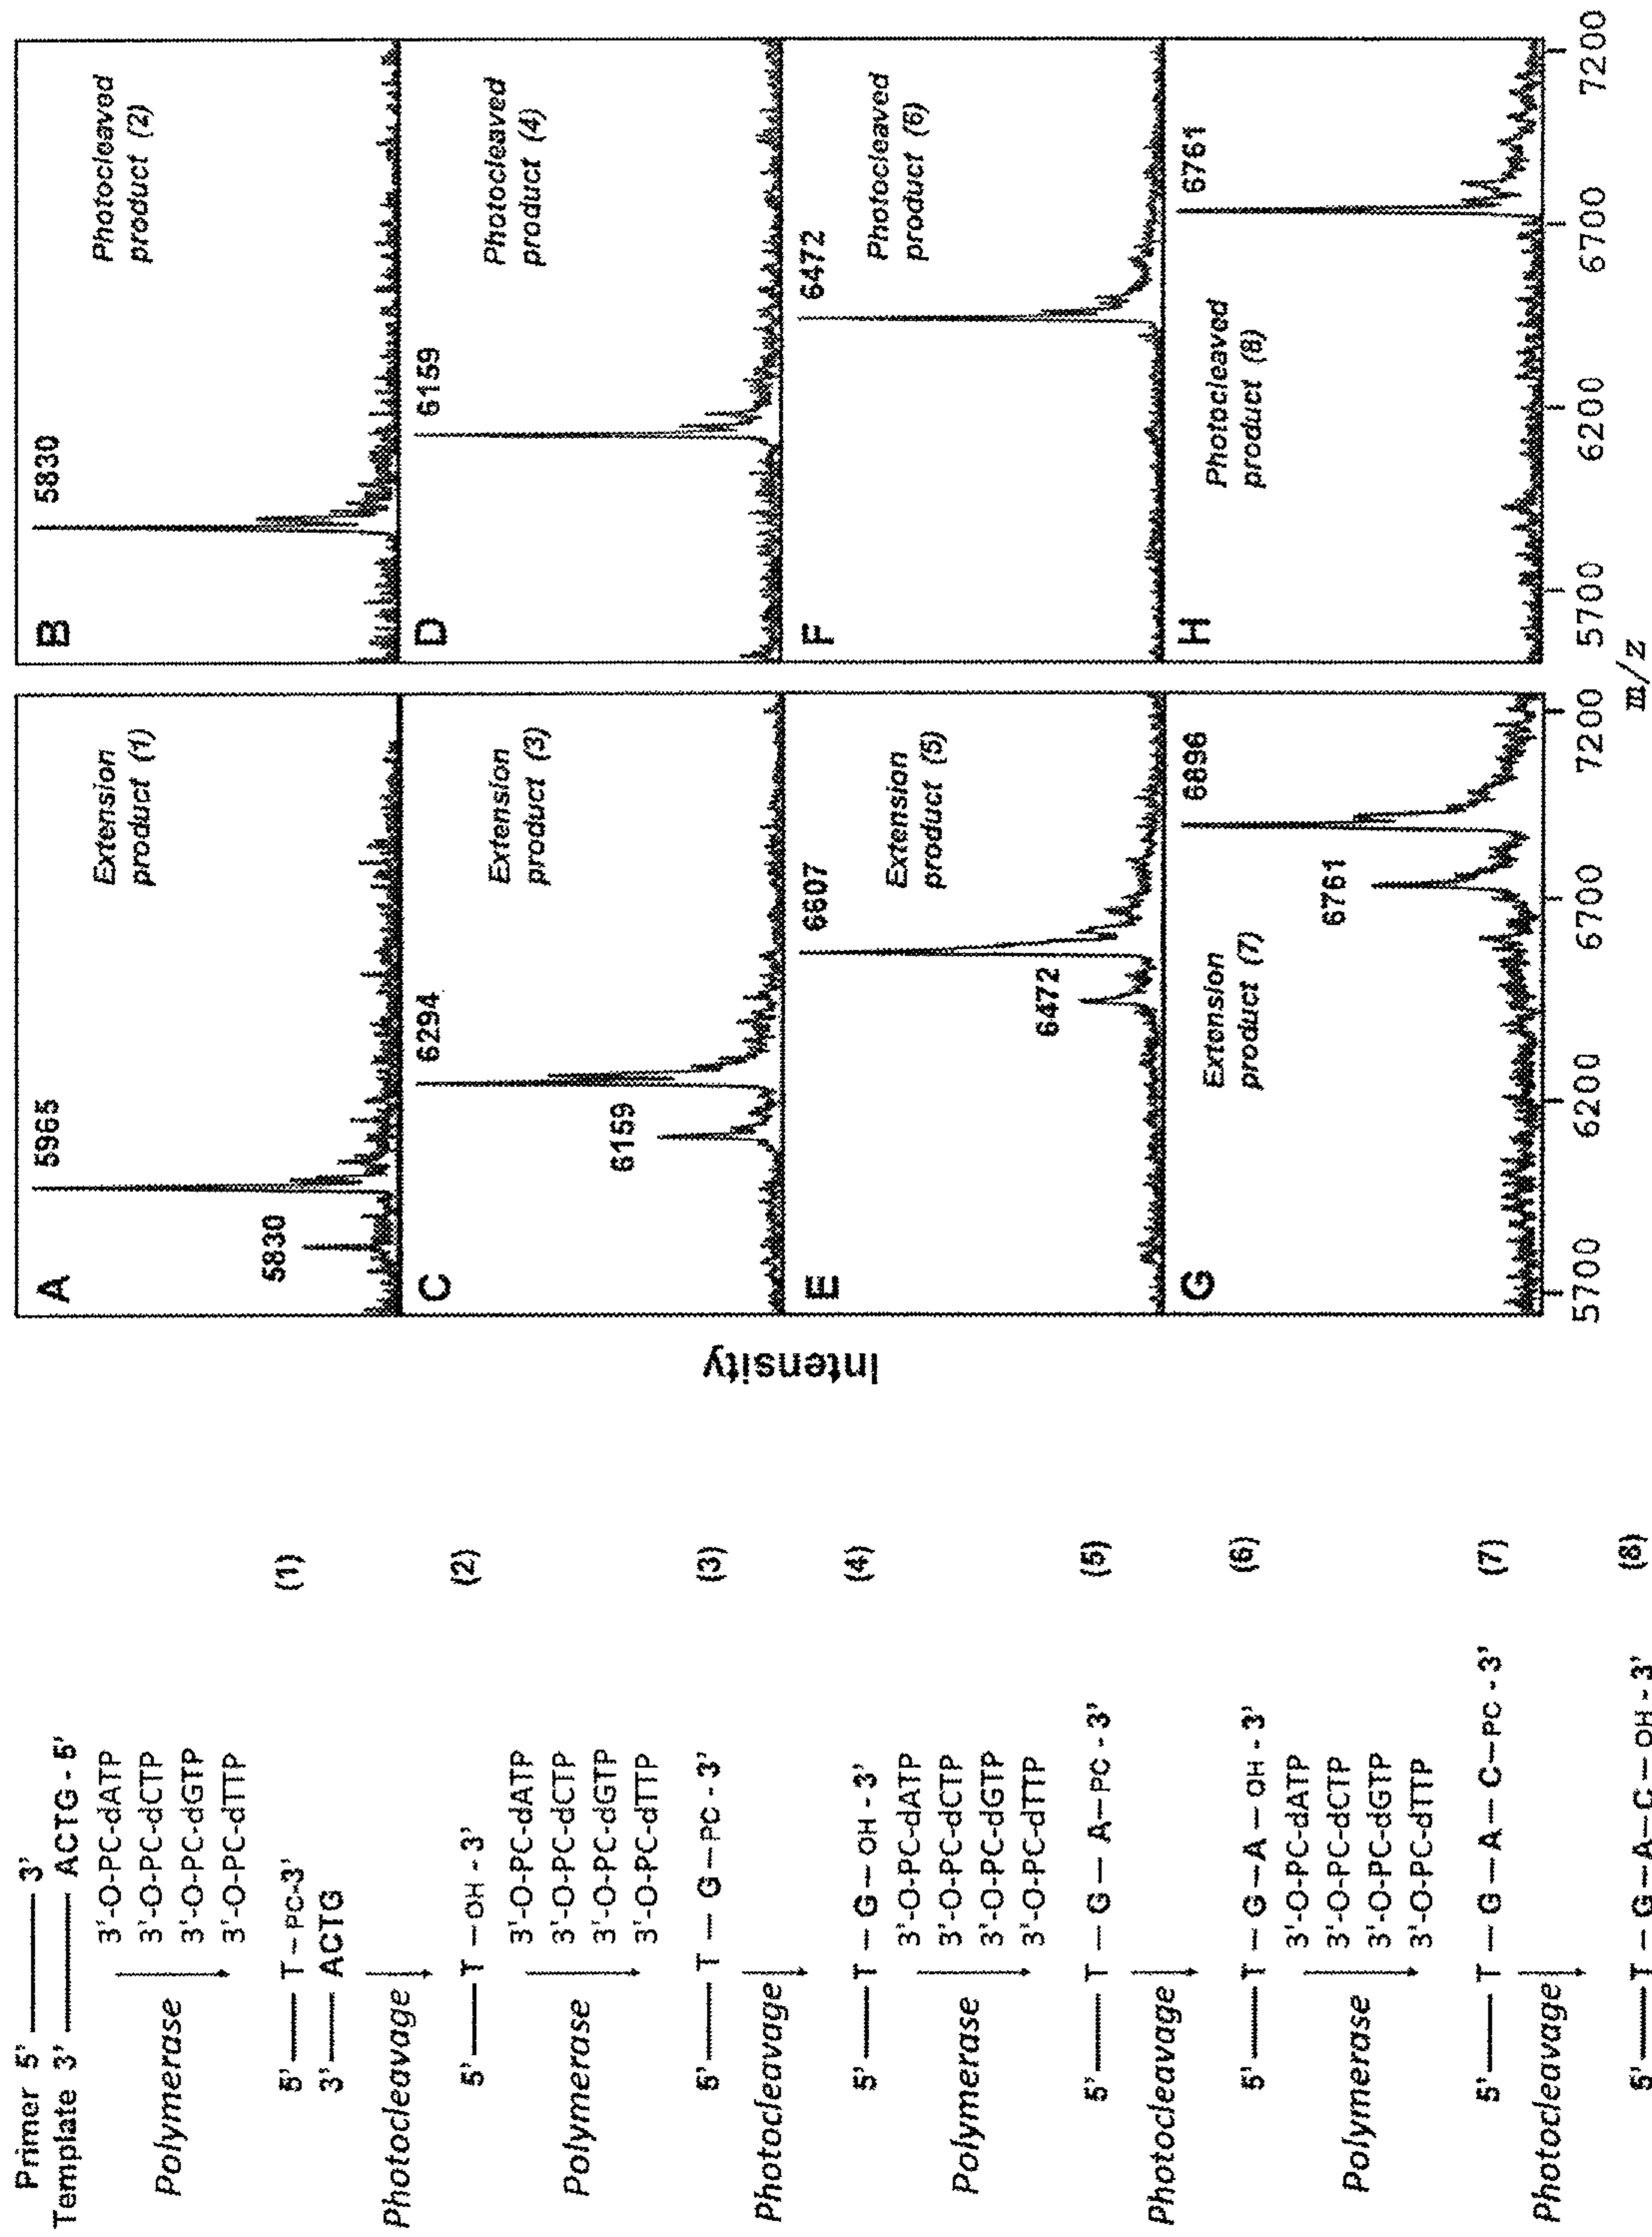 Primer 5' 3'
Template 3' ACTG - 5'
Polymerase
3'-O-PC-dATP
3'-O-PC-dCTP
3'-O-PC-dGTP
3'-O-PC-dTTP
5' T - PC-3' (1)
3' ACTG
Photocleavage
5' T - OH - 3' (2)
Polymerase
3'-O-PC-dATP
3'-O-PC-dCTP
3'-O-PC-dGTP
3'-O-PC-dTTP
5' T - G - PC - 3' (3)
Photocleavage
5' T - G - OH - 3' (4)
Polymerase
3'-O-PC-dATP
3'-O-PC-dCTP
3'-O-PC-dGTP
3'-O-PC-dTTP
5' T - G - A - PC - 3' (5)
Photocleavage
5' T - G - A - OH - 3' (6)
Polymerase
3'-O-PC-dATP
3'-O-PC-dCTP
3'-O-PC-dGTP
3'-O-PC-dTTP
5' T - G - A - C - PC - 3' (7)
Photocleavage
5' T - G - A - C - OH - 3' (8)
Intensity
A
5830
5965
Extension
product (1)
B
5830
Photocleaved
product (2)
C
6159
6294
Extension
product (3)
D
6159
Photocleaved
product (4)
E
6472
6607
Extension
product (5)
F
6472
Photocleaved
product (6)
G
Extension
product (7)
6761
6896
H
Photocleaved
product (8)
6761
5700 6200 6700 7200
5700 6200 6700 7200
m/z